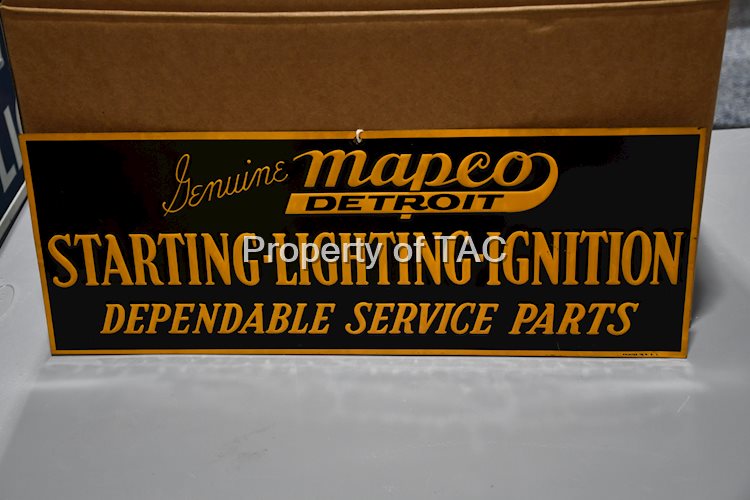 Genuine mapco
DETROIT
STARTING-LIGHTING IGNITION
Property of TAC
DEPENDABLE SERVICE PARTS